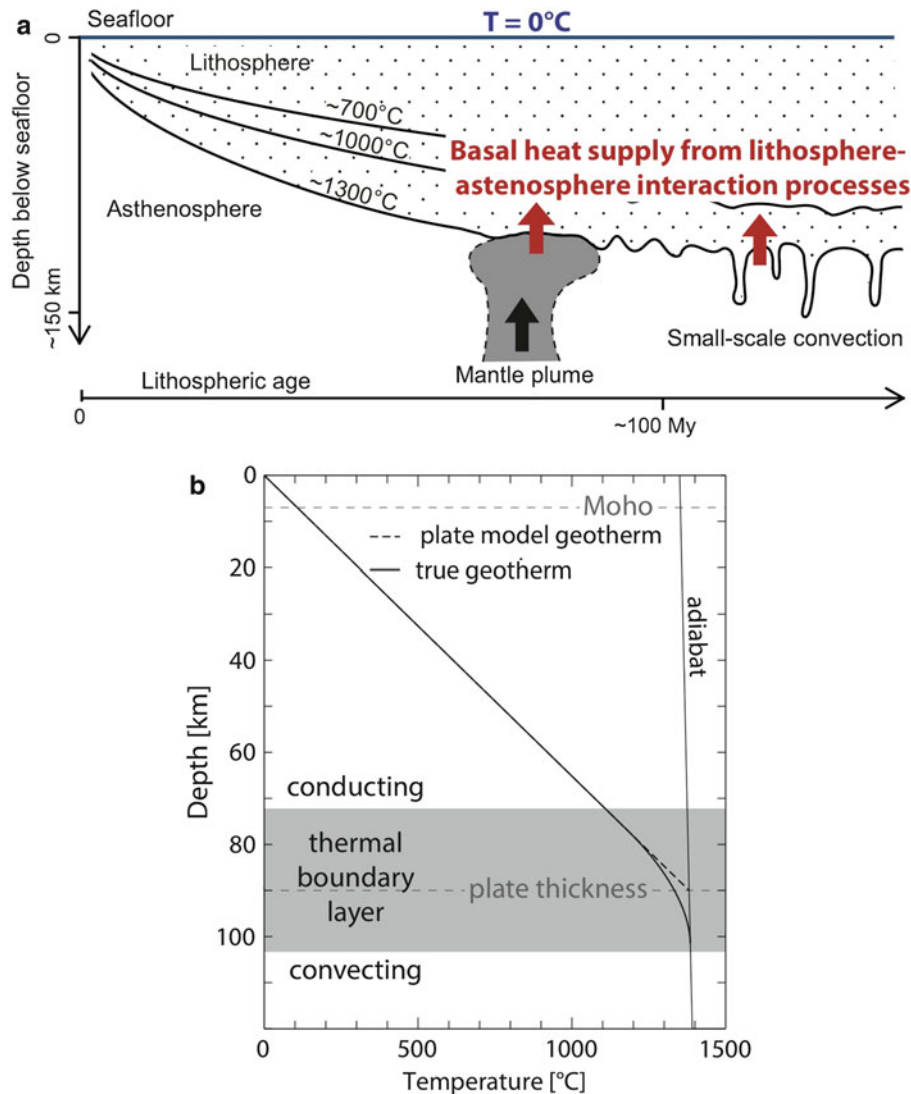 a
Seafloor
T = 0°C
0
Lithosphere
~700°C
~1000°C
~1300°C
Basal heat supply from lithosphere-
astenosphere interaction processes
Asthenosphere
Depth below seafloor
~150 km
Small-scale convection
Mantle plume
Lithospheric age
0
~100 My
b
0
Moho
plate model geotherm
true geotherm
20
adiabat
40
Depth [km]
60
conducting
thermal
80
boundary
plate thickness
layer
100
convecting
0
500
1000
1500
Temperature [°C]